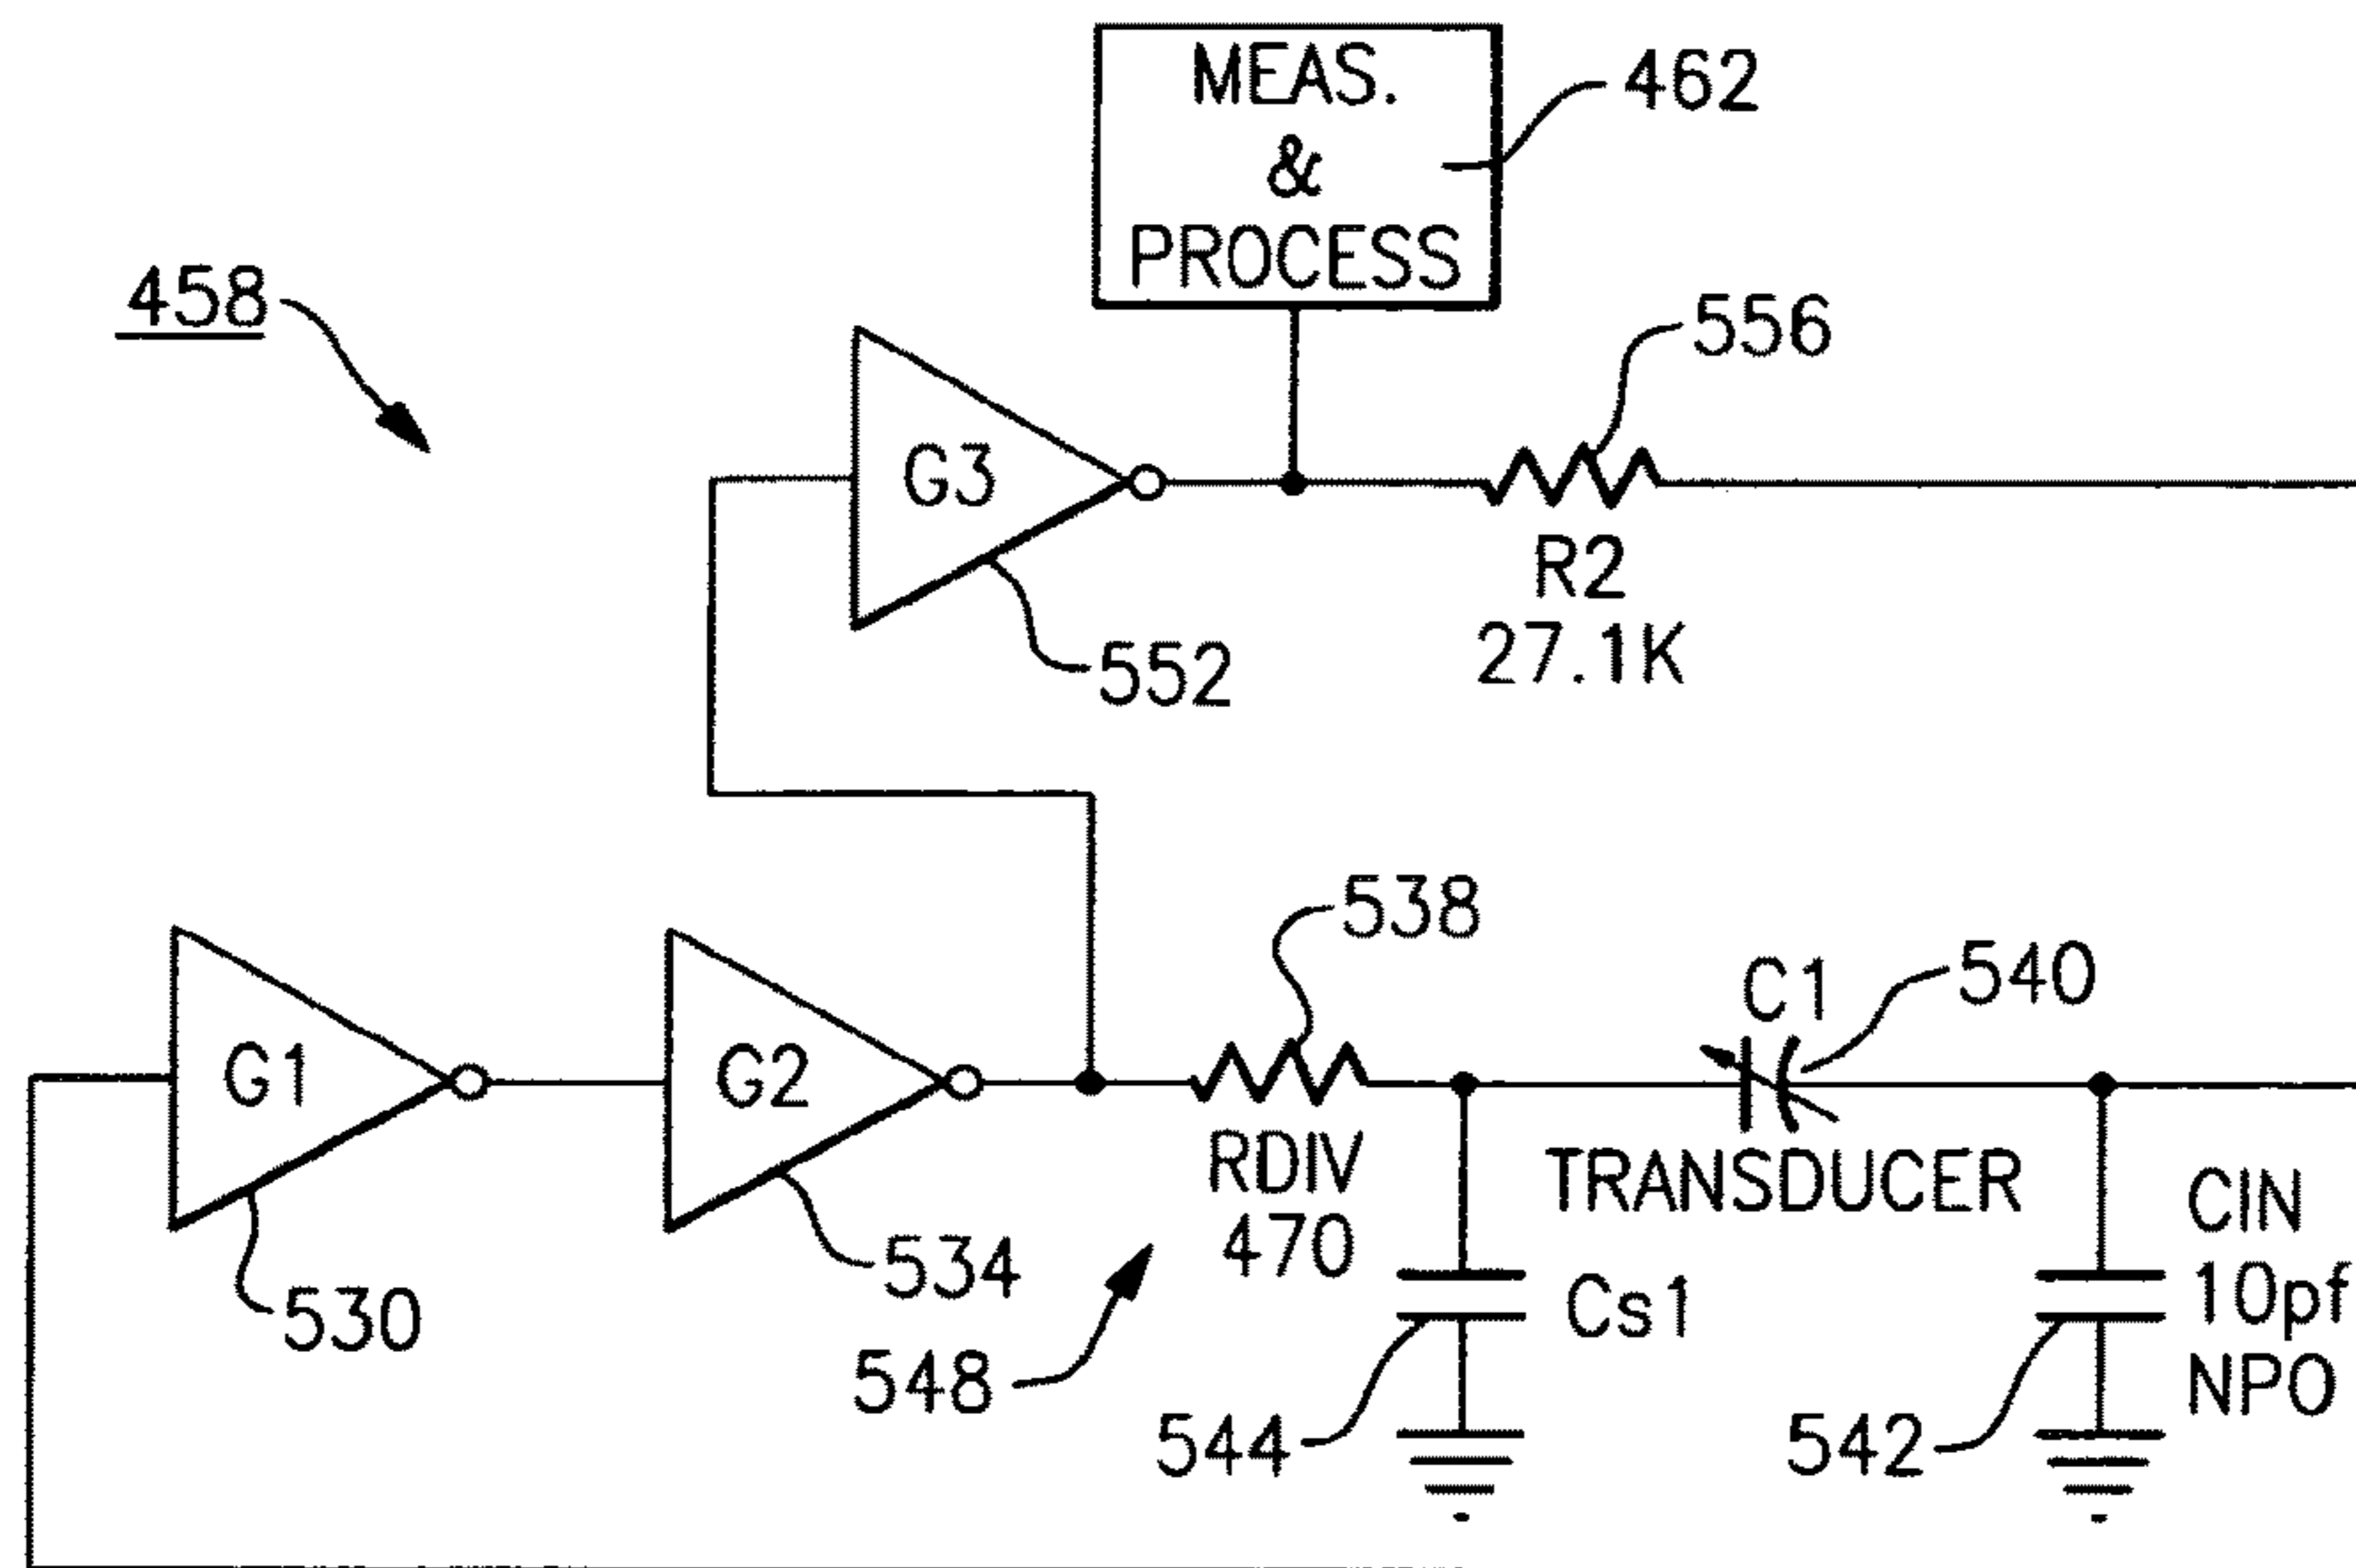 MEAS.
&
PROCESS
462
458
556
G3
R2
27.1K
552
538
C1
540
G1
G2
RDIV
470
TRANSDUCER
CIN
10pf
NPO
534
530
Cs1
548
544
542